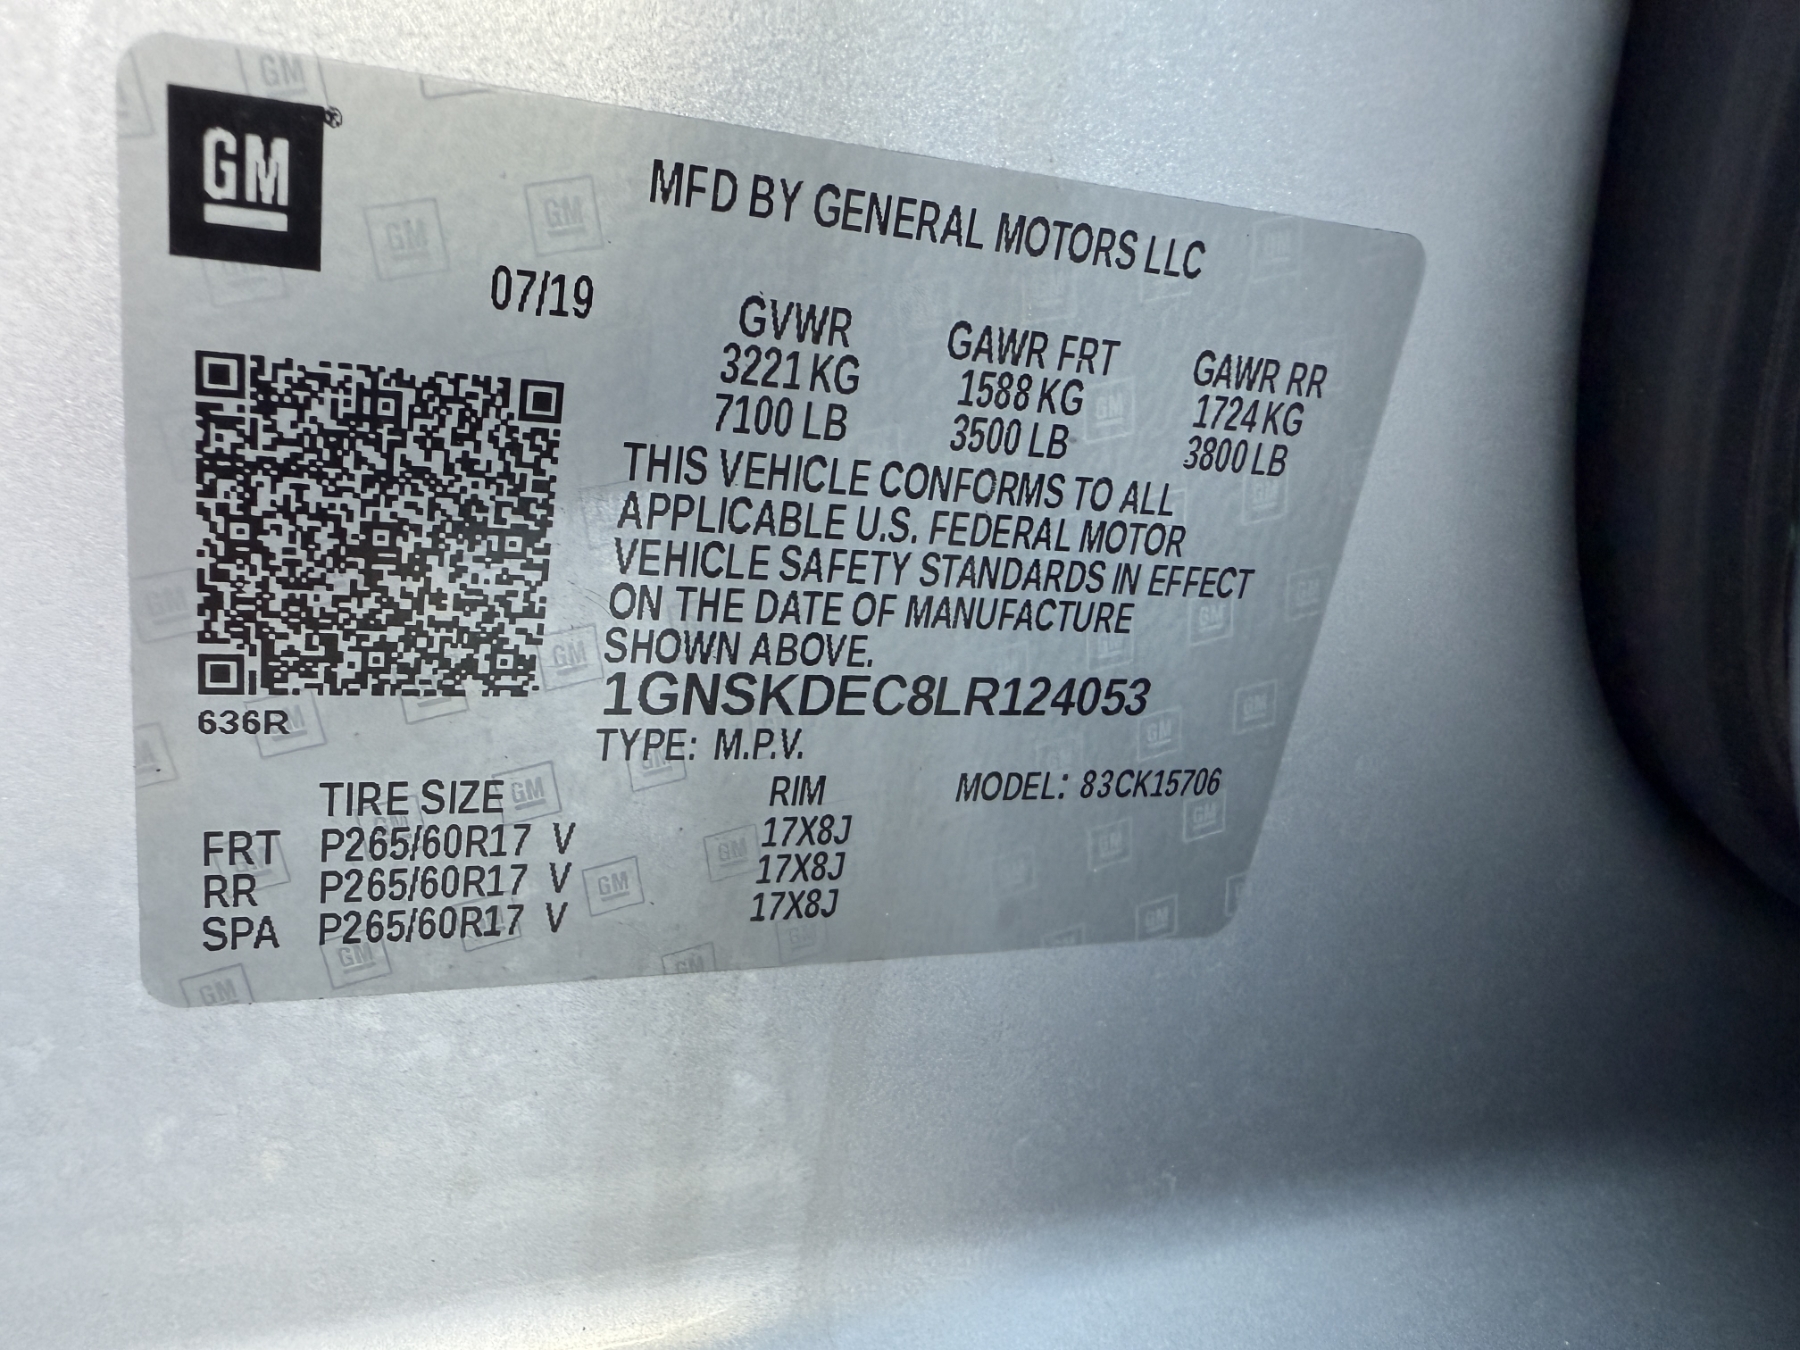 GM®
MFD BY GENERAL MOTORS LLC
07/19
GVWR GAWR FRT GAWR RR
3221 KG 1588 KG 1724 KG
7100 LB 3500 LB 3800 LB
THIS VEHICLE CONFORMS TO ALL
APPLICABLE U.S. FEDERAL MOTOR
VEHICLE SAFETY STANDARDS IN EFFECT
ON THE DATE OF MANUFACTURE
SHOWN ABOVE.
1GNSKDEC8LR124053
636R
TYPE: M.P.V.
TIRE SIZE RIM MODEL: 83CK15706
FRT P265/60R17 V 17X8J
RR P265/60R17 V 17X8J
SPA P265/60R17 V 17X8J